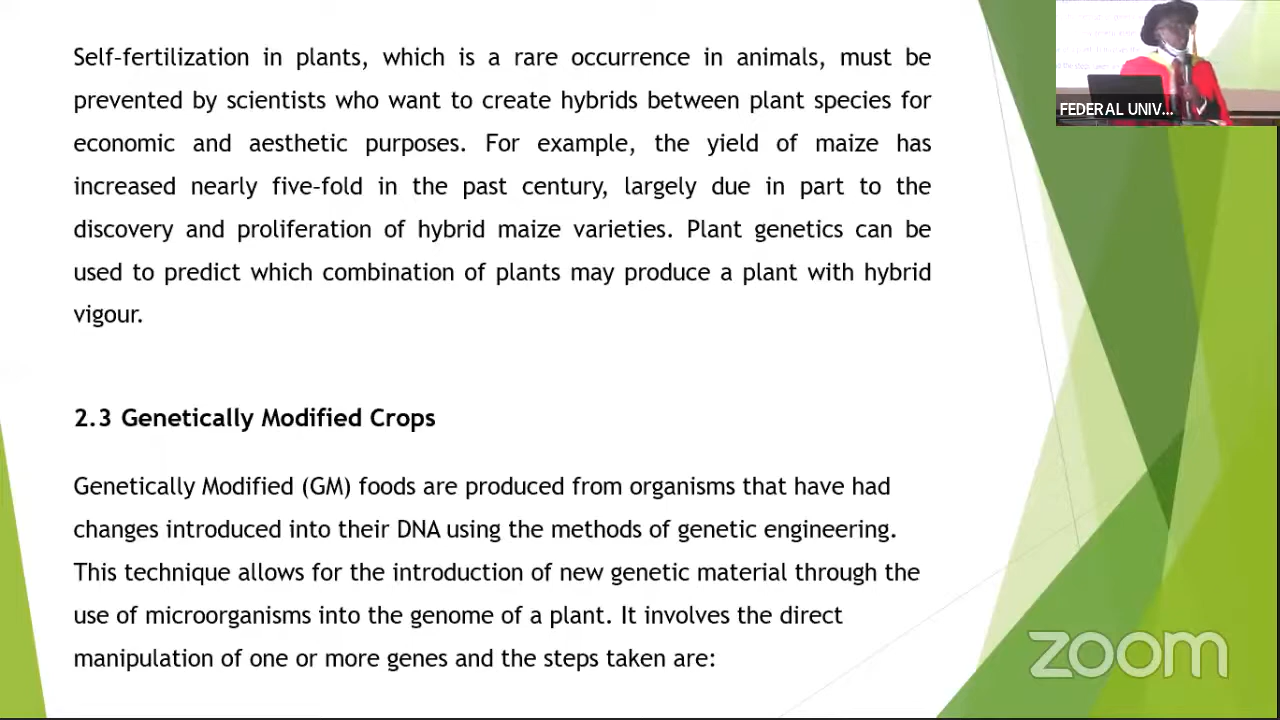 Self-fertilization in plants, which is a rare occurrence in animals, must be
prevented by scientists who want to create hybrids between plant species for
economic and aesthetic purposes. For example, the yield of maize has
increased nearly five-fold in the past century, largely due in part to the
discovery and proliferation of hybrid maize varieties. Plant genetics can be
used to predict which combination of plants may produce a plant with hybrid
vigour.
2.3 Genetically Modified Crops
Genetically Modified (GM) foods are produced from organisms that have had
changes introduced into their DNA using the methods of genetic engineering.
This technique allows for the introduction of new genetic material through the
use of microorganisms into the genome of a plant. It involves the direct
manipulation of one or more genes and the steps taken are:
FEDERAL UNIV...
zoom